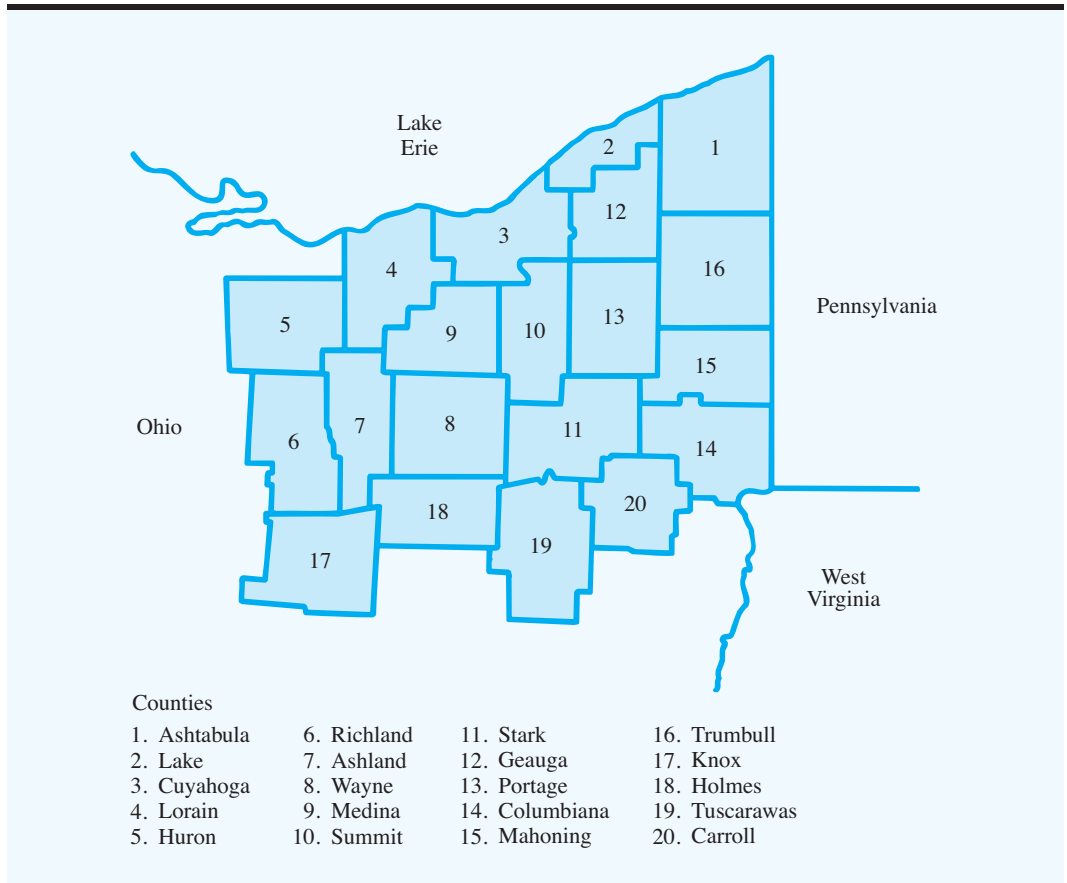 Lake
Erie
2
1
12
3
4
16
Pennsylvania
5
9
10
13
15
Ohio
6
7
8
11
14
18
20
17
19
West
Virginia
Counties
1. Ashtabula 6. Richland 11. Stark 16. Trumbull
2. Lake 7. Ashland 12. Geauga 17. Knox
3. Cuyahoga 8. Wayne 13. Portage 18. Holmes
4. Lorain 9. Medina 14. Columbiana 19. Tuscarawas
5. Huron 10. Summit 15. Mahoning 20. Carroll